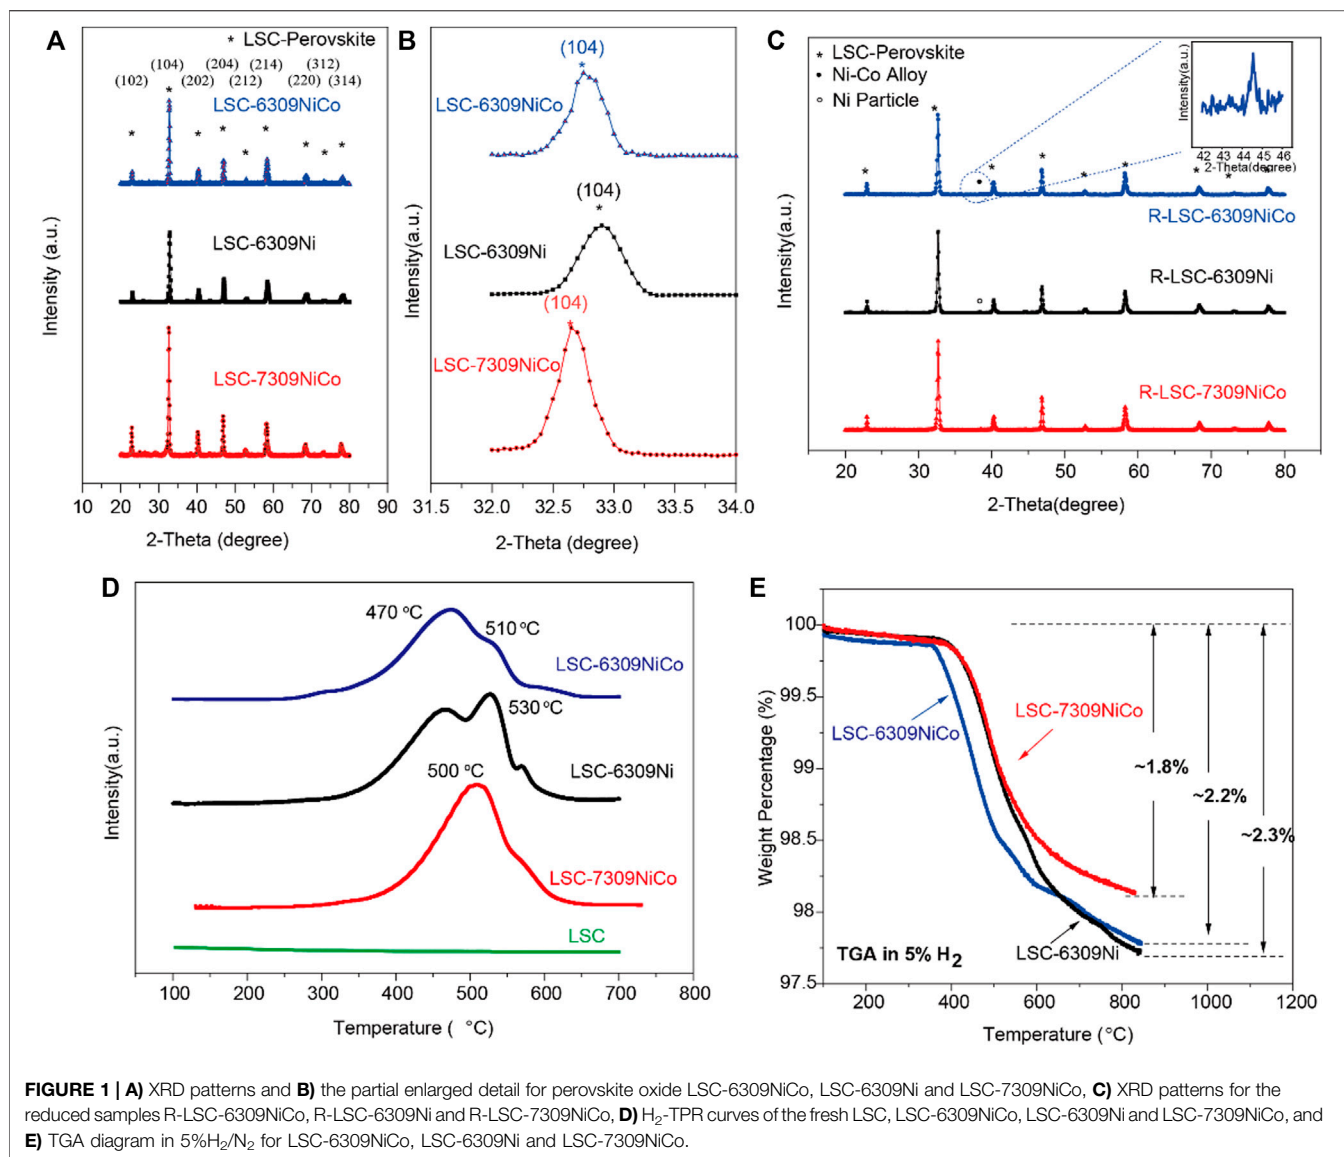 A
* LSC-Perovskite
(102) (104) (202) (204) (212) (214) (220) (312) (314)
LSC-6309NiCo
LSC-6309Ni
LSC-7309NiCo
Intensity (a.u.)
10 20 30 40 50 60 70 80 90
2-Theta (degree)
B
(104)
*
LSC-6309NiCo
(104)
*
LSC-6309Ni
(104)
*
LSC-7309NiCo
Intensity(a.u.)
31.5 32.0 32.5 33.0 33.5 34.0
2-Theta (degree)
C
* LSC-Perovskite
• Ni-Co Alloy
○ Ni Particle
Intensity(a.u.)
42 43 44 45 46
2-Theta(degree)
R-LSC-6309NiCo
R-LSC-6309Ni
R-LSC-7309NiCo
Intensity(a.u.)
20 30 40 50 60 70 80
2-Theta(degree)
D
470 °C
510 °C
LSC-6309NiCo
530 °C
LSC-6309Ni
500 °C
LSC-7309NiCo
LSC
Intensity(a.u.)
100 200 300 400 500 600 700 800
Temperature ( °C)
E
100
99.5
99
98.5
98
97.5
Weight Percentage (%)
LSC-6309NiCo
LSC-7309NiCo
~1.8%
~2.2%
~2.3%
LSC-6309Ni
TGA in 5% H2
200 400 600 800 1000 1200
Temperature (°C)
FIGURE 1 | A) XRD patterns and B) the partial enlarged detail for perovskite oxide LSC-6309NiCo, LSC-6309Ni and LSC-7309NiCo, C) XRD patterns for the
reduced samples R-LSC-6309NiCo, R-LSC-6309Ni and R-LSC-7309NiCo, D) H2-TPR curves of the fresh LSC, LSC-6309NiCo, LSC-6309Ni and LSC-7309NiCo, and
E) TGA diagram in 5%H2/N2 for LSC-6309NiCo, LSC-6309Ni and LSC-7309NiCo.